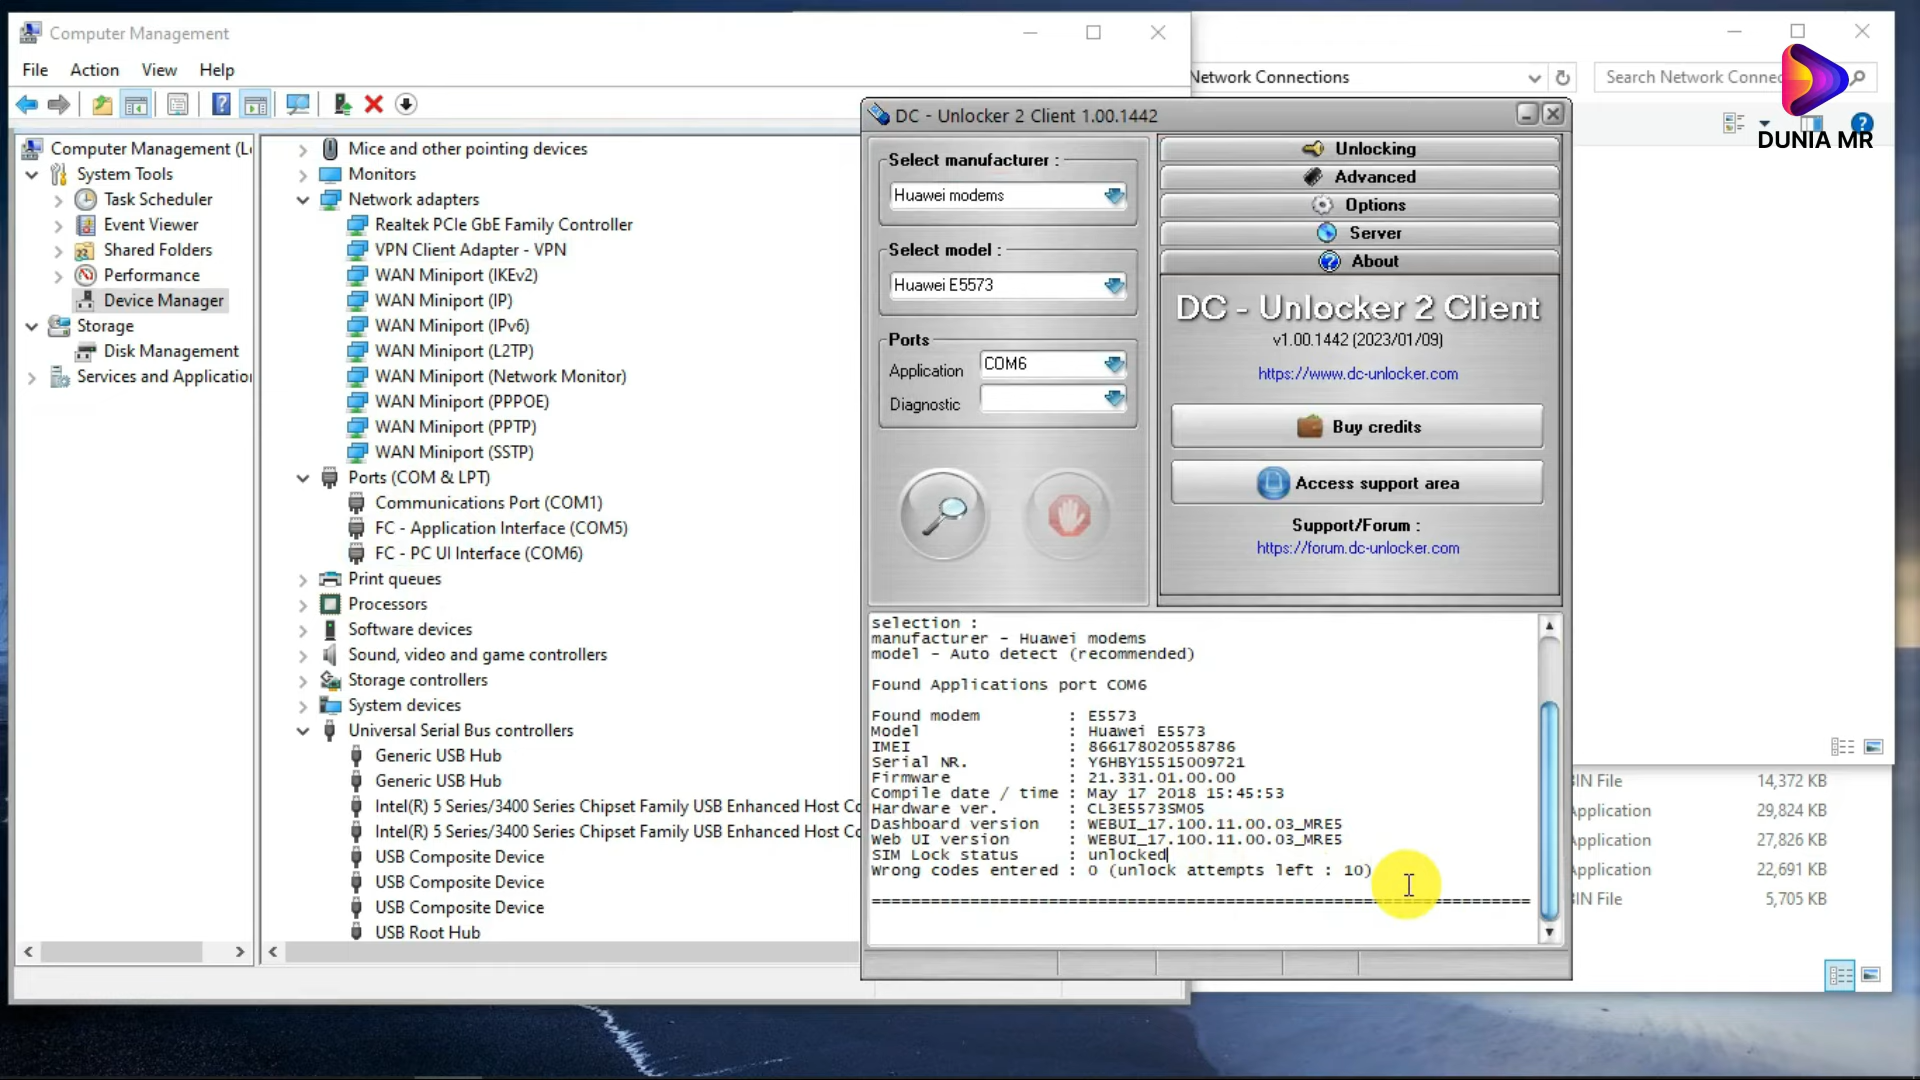 Computer Management
File Action View Help
Computer Management (L
System Tools
Task Scheduler
Event Viewer
Shared Folders
Performance
Device Manager
Storage
Disk Management
Services and Applicatio
Mice and other pointing devices
Monitors
Network adapters
Realtek PCIe GbE Family Controller
VPN Client Adapter - VPN
WAN Miniport (IKEv2)
WAN Miniport (IP)
WAN Miniport (IPv6)
WAN Miniport (L2TP)
WAN Miniport (Network Monitor)
WAN Miniport (PPPOE)
WAN Miniport (PPTP)
WAN Miniport (SSTP)
Ports (COM & LPT)
Communications Port (COM1)
FC - Application Interface (COM5)
FC - PC UI Interface (COM6)
Print queues
Processors
Software devices
Sound, video and game controllers
Storage controllers
System devices
Universal Serial Bus controllers
Generic USB Hub
Generic USB Hub
Intel(R) 5 Series/3400 Series Chipset Family USB Enhanced Host Co
Intel(R) 5 Series/3400 Series Chipset Family USB Enhanced Host Co
USB Composite Device
USB Composite Device
USB Composite Device
USB Root Hub
Network Connections
Search Network Connec
DUNIA MR
DC - Unlocker 2 Client 1.00.1442
Select manufacturer :
Huawei modems
Select model :
Huawei E5573
Ports
Application COM6
Diagnostic
Unlocking
Advanced
Options
Server
About
DC - Unlocker 2 Client
v1.00.1442 (2023/01/09)
https://www.dc-unlocker.com
Buy credits
Access support area
Support/Forum :
https://forum.dc-unlocker.com
selection :
manufacturer - Huawei modems
model - Auto detect (recommended)
Found Applications port COM6
Found modem : E5573
Model : Huawei E5573
IMEI : 866178020558786
Serial NR. : Y6HBY15515009721
Firmware : 21.331.01.00.00
Compile date / time : May 17 2018 15:45:53
Hardware ver. : CL3E5573SM05
Dashboard version : WEBUI_17.100.11.00.03_MRE5
Web UI version : WEBUI_17.100.11.00.03_MRE5
SIM Lock status : unlocked
Wrong codes entered : 0 (unlock attempts left : 10)
===================================================================
IN File 14,372 KB
Application 29,824 KB
Application 27,826 KB
Application 22,691 KB
IN File 5,705 KB